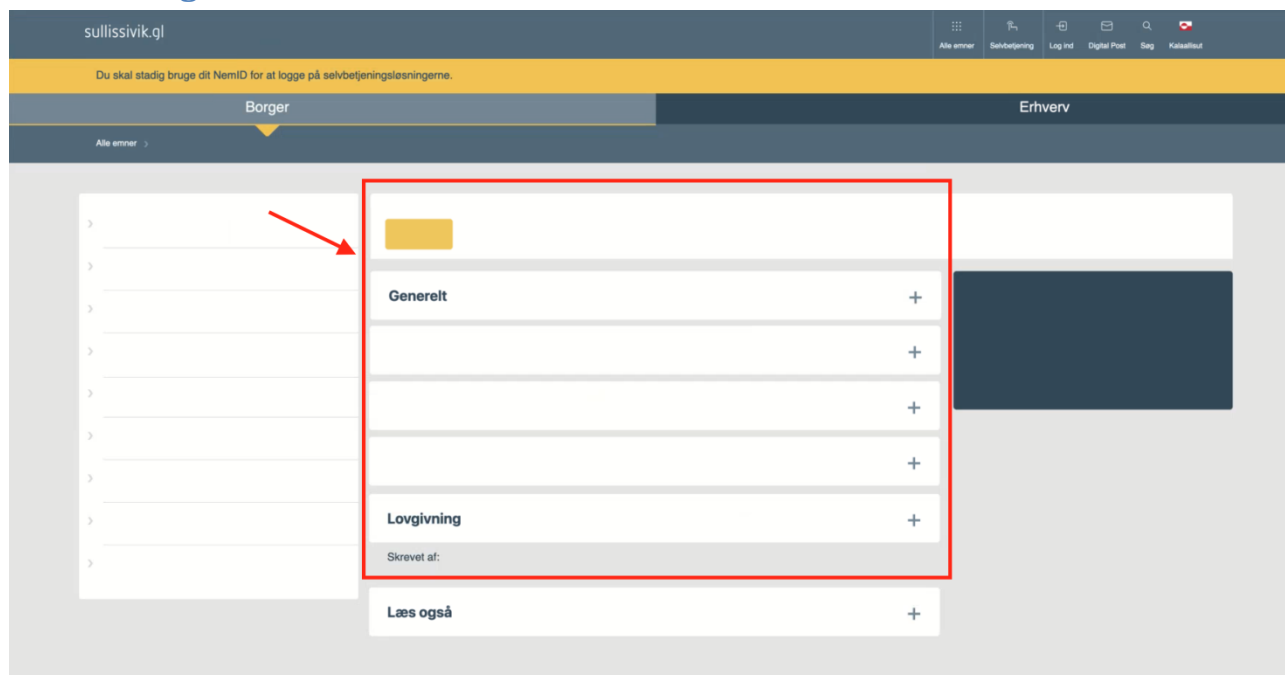 sullissivik.gl
Alle emner
Selvbetjening
Log ind
Digital Post
Søg
Kalaallisut
Du skal stadig bruge dit NemID for at logge på selvbetjeningsløsningerne.
Borger
Erhverv
Alle emner
Generelt
Lovgivning
Skrevet af:
Læs også